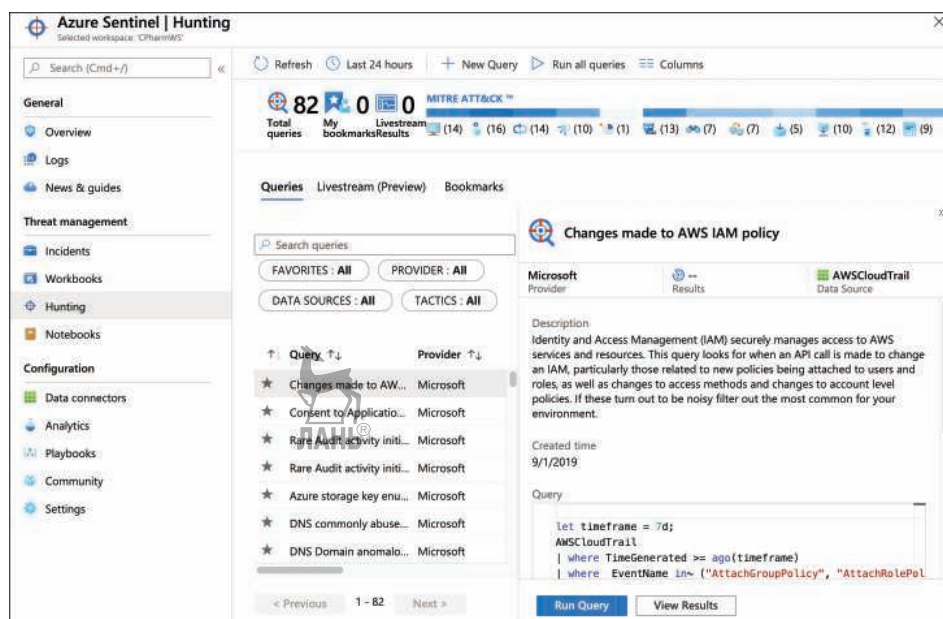 Azure Sentinel | Hunting
Selected workspace: 'CPharmWS'
Search (Cmd+/)
«
General
Overview
Logs
News & guides
Threat management
Incidents
Workbooks
Hunting
Notebooks
Configuration
Data connectors
Analytics
Playbooks
Community
Settings
Refresh
Last 24 hours
New Query
Run all queries
Columns
82
Total queries
0
My bookmarks
0
Livestream Results
MITRE ATT&CK ™
(14) (16) (14) (10) (1) (13) (7) (7) (5) (10) (12) (9)
Queries Livestream (Preview) Bookmarks
Search queries
FAVORITES : All PROVIDER : All
DATA SOURCES : All TACTICS : All
Query Provider
Changes made to AW... Microsoft
Consent to Applicatio... Microsoft
Rare Audit activity initi... Microsoft
Rare Audit activity initi... Microsoft
Azure storage key enu... Microsoft
DNS commonly abuse... Microsoft
DNS Domain anomalo... Microsoft
ЛАНЬ®
< Previous 1 - 82 Next >
Changes made to AWS IAM policy
Microsoft
Provider
--
Results
AWSCloudTrail
Data Source
Description
Identity and Access Management (IAM) securely manages access to AWS
services and resources. This query looks for when an API call is made to change
an IAM, particularly those related to new policies being attached to users and
roles, as well as changes to access methods and changes to account level
policies. If these turn out to be noisy filter out the most common for your
environment.
Created time
9/1/2019
Query
let timeframe = 7d;
AWSCloudTrail
| where TimeGenerated >= ago(timeframe)
| where EventName in~ ("AttachGroupPolicy", "AttachRolePol
Run Query View Results